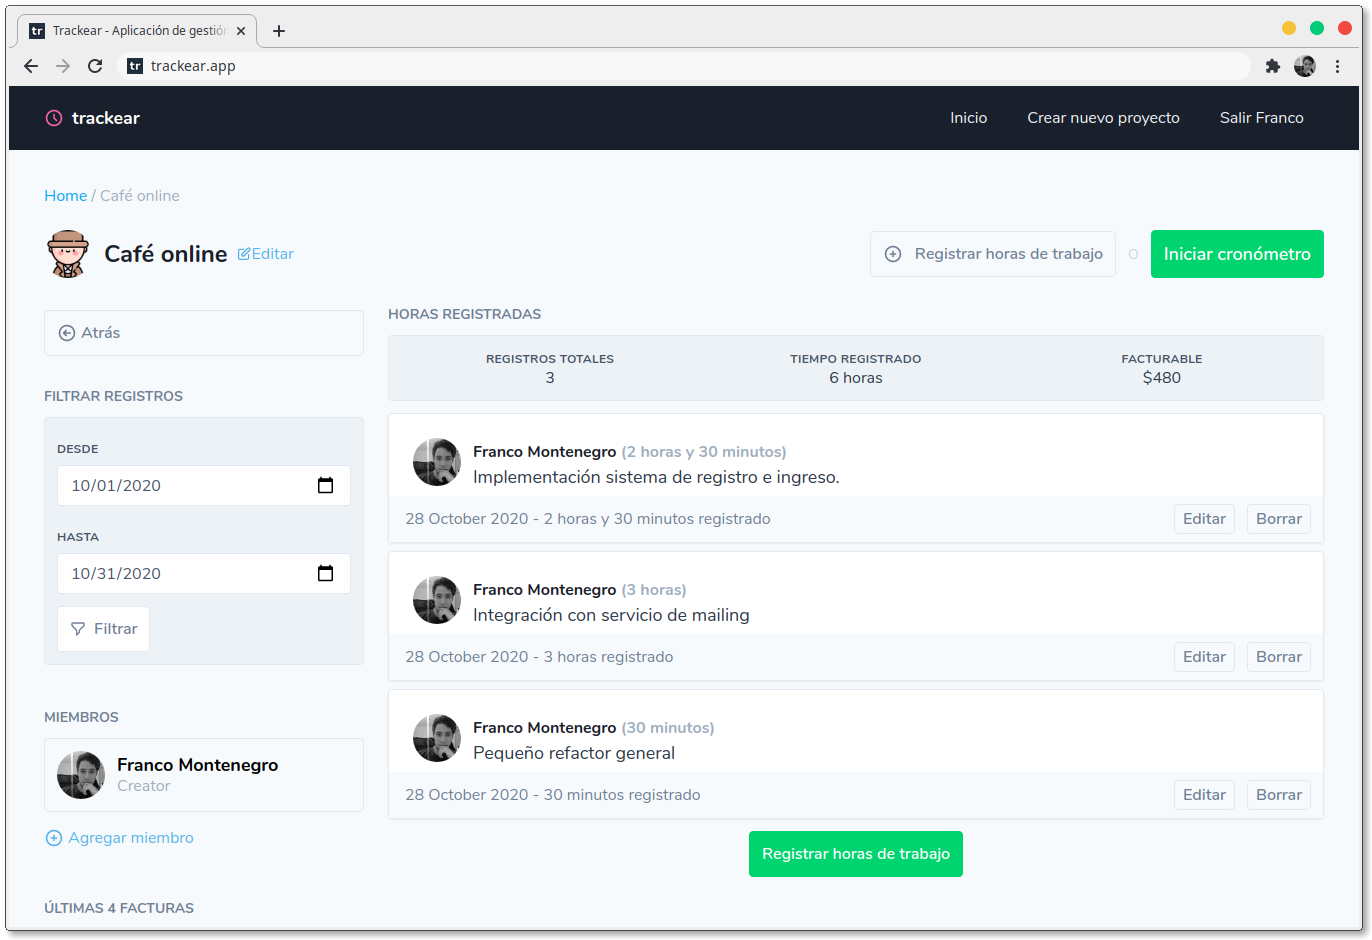 tr Trackear - Aplicación de gestión
tr trackear.app
trackear
Inicio
Crear nuevo proyecto
Salir Franco
Home / Café online
Café online
Editar
Registrar horas de trabajo
O
Iniciar cronómetro
Atrás
FILTRAR REGISTROS
DESDE
10/01/2020
HASTA
10/31/2020
Filtrar
MIEMBROS
Franco Montenegro
Creator
Agregar miembro
ÚLTIMAS 4 FACTURAS
HORAS REGISTRADAS
REGISTROS TOTALES
3
TIEMPO REGISTRADO
6 horas
FACTURABLE
$480
Franco Montenegro (2 horas y 30 minutos)
Implementación sistema de registro e ingreso.
28 October 2020 - 2 horas y 30 minutos registrado
Editar
Borrar
Franco Montenegro (3 horas)
Integración con servicio de mailing
28 October 2020 - 3 horas registrado
Editar
Borrar
Franco Montenegro (30 minutos)
Pequeño refactor general
28 October 2020 - 30 minutos registrado
Editar
Borrar
Registrar horas de trabajo